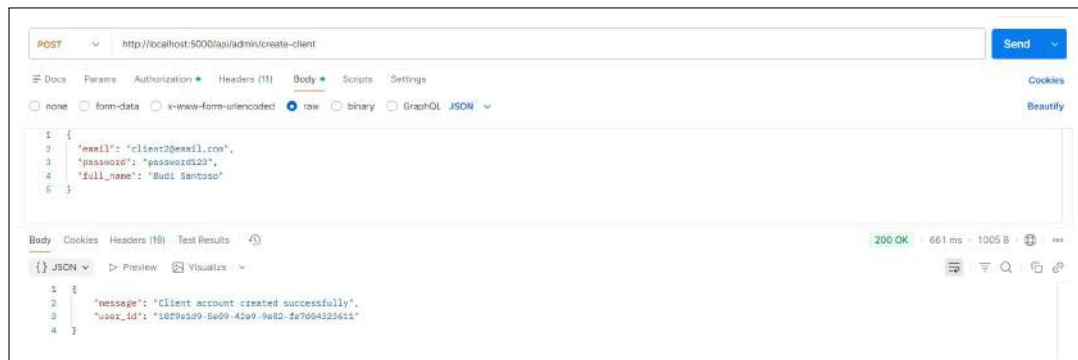 POST http://localhost:5000/api/admin/create-client Send
Docs Params Authorization Headers (11) Body Scripts Settings Cookies
none form-data x-www-form-urlencoded raw binary GraphQL JSON Beautify
1 {
2 "email": "client2@email.com",
3 "password": "password123",
4 "full_name": "Budi Santoso"
5 }
Body Cookies Headers (19) Test Results 200 OK 661 ms 1005 B
{} JSON Preview Visualize
1 {
2 "message": "Client account created successfully",
3 "user_id":
4 }